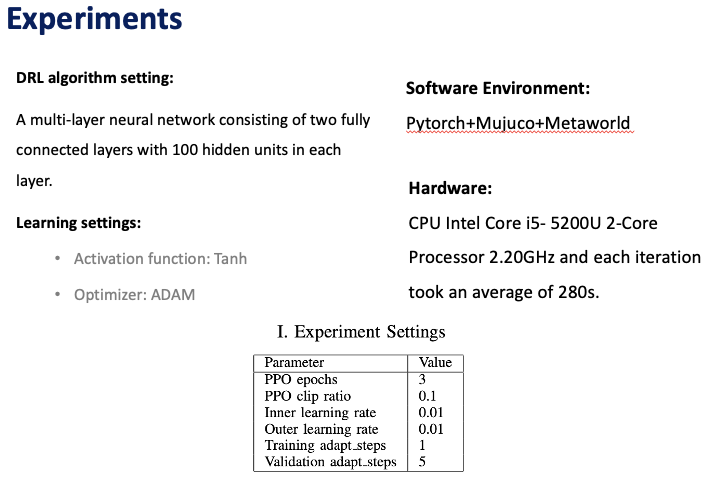 Experiments
DRL algorithm setting:
A multi-layer neural network consisting of two fully
connected layers with 100 hidden units in each
layer.
Learning settings:
• Activation function: Tanh
• Optimizer: ADAM
Software Environment:
Pytorch+Mujuco+Metaworld
Hardware:
CPU Intel Core i5- 5200U 2-Core
Processor 2.20GHz and each iteration
took an average of 280s.
I. Experiment Settings
Parameter Value
PPO epochs 3
PPO clip ratio 0.1
Inner learning rate 0.01
Outer learning rate 0.01
Training adapt_steps 1
Validation adapt_steps 5